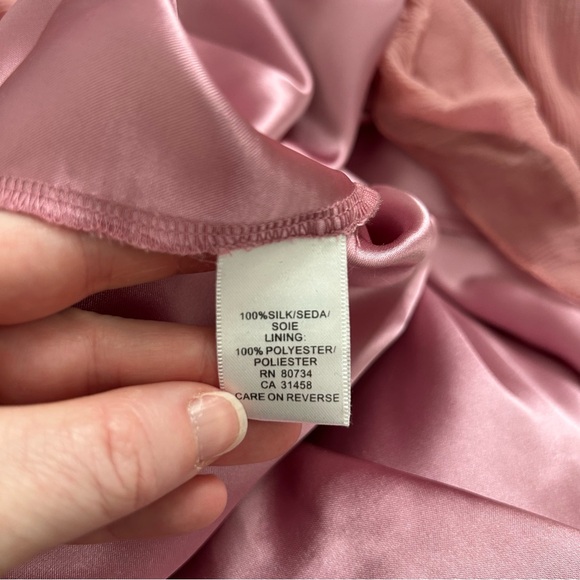 100%SILK/SEDA/
SOIE
LINING:
100% POLYESTER/
POLIESTER
RN 80734
CA 31458
CARE ON REVERSE